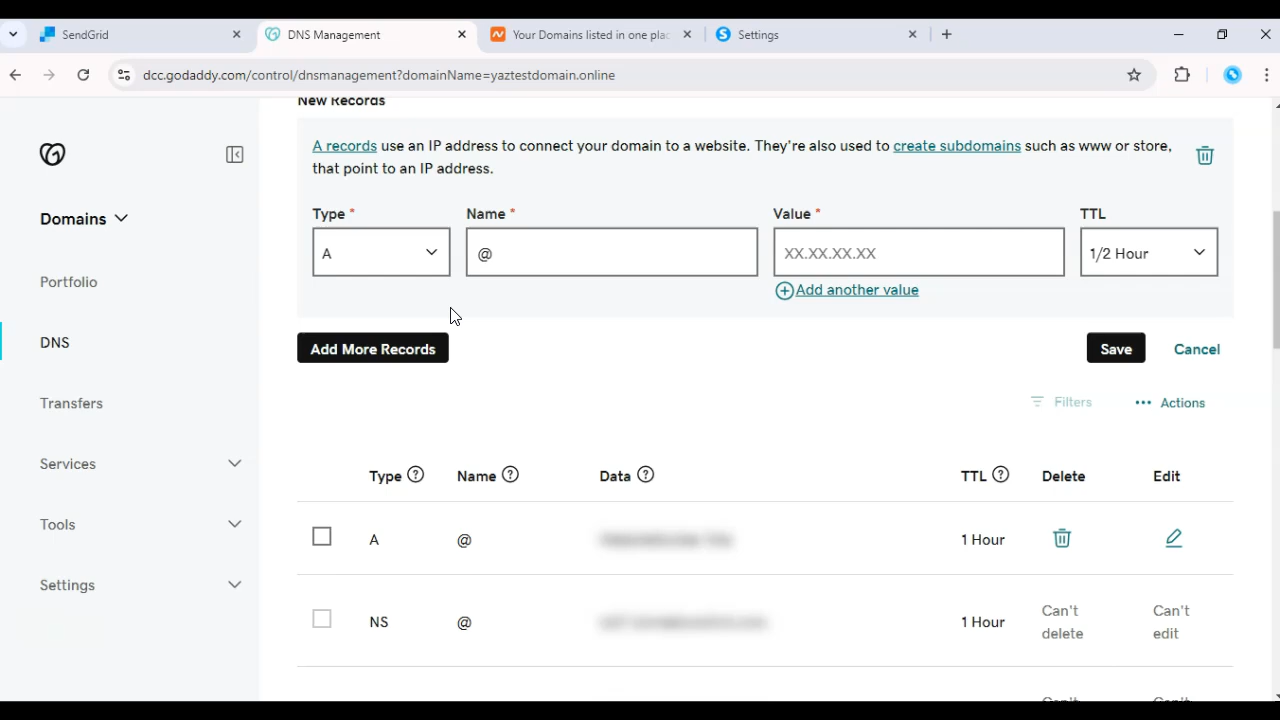 SendGrid
DNS Management
Your Domains listed in one plac
Settings
dcc.godaddy.com/control/dnsmanagement?domainName=yaztestdomain.online
New Records
A records use an IP address to connect your domain to a website. They're also used to create subdomains such as www or store,
that point to an IP address.
Domains
Portfolio
DNS
Transfers
Services
Tools
Settings
Type * Name * Value * TTL
A @ XX.XX.XX.XX 1/2 Hour
Add another value
Add More Records Save Cancel
Filters ••• Actions
Type ? Name ? Data ? TTL ? Delete Edit
A @ 1 Hour
NS @ 1 Hour Can't Can't
delete edit